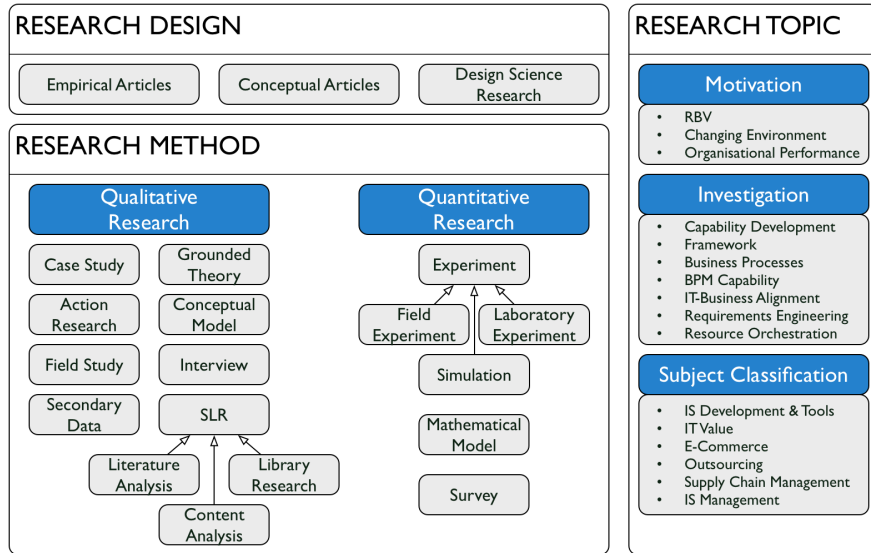 RESEARCH DESIGN
Empirical Articles
Conceptual Articles
Design Science
Research
RESEARCH METHOD
Qualitative
Research
Case Study
Grounded
Theory
Action
Research
Conceptual
Model
Field Study
Interview
Secondary
Data
SLR
Literature
Analysis
Library
Research
Content
Analysis
Quantitative
Research
Experiment
Field
Experiment
Laboratory
Experiment
Simulation
Mathematical
Model
Survey
RESEARCH TOPIC
Motivation
• RBV
• Changing Environment
• Organisational Performance
Investigation
• Capability Development
• Framework
• Business Processes
• BPM Capability
• IT-Business Alignment
• Requirements Engineering
• Resource Orchestration
Subject Classification
• IS Development & Tools
• IT Value
• E-Commerce
• Outsourcing
• Supply Chain Management
• IS Management